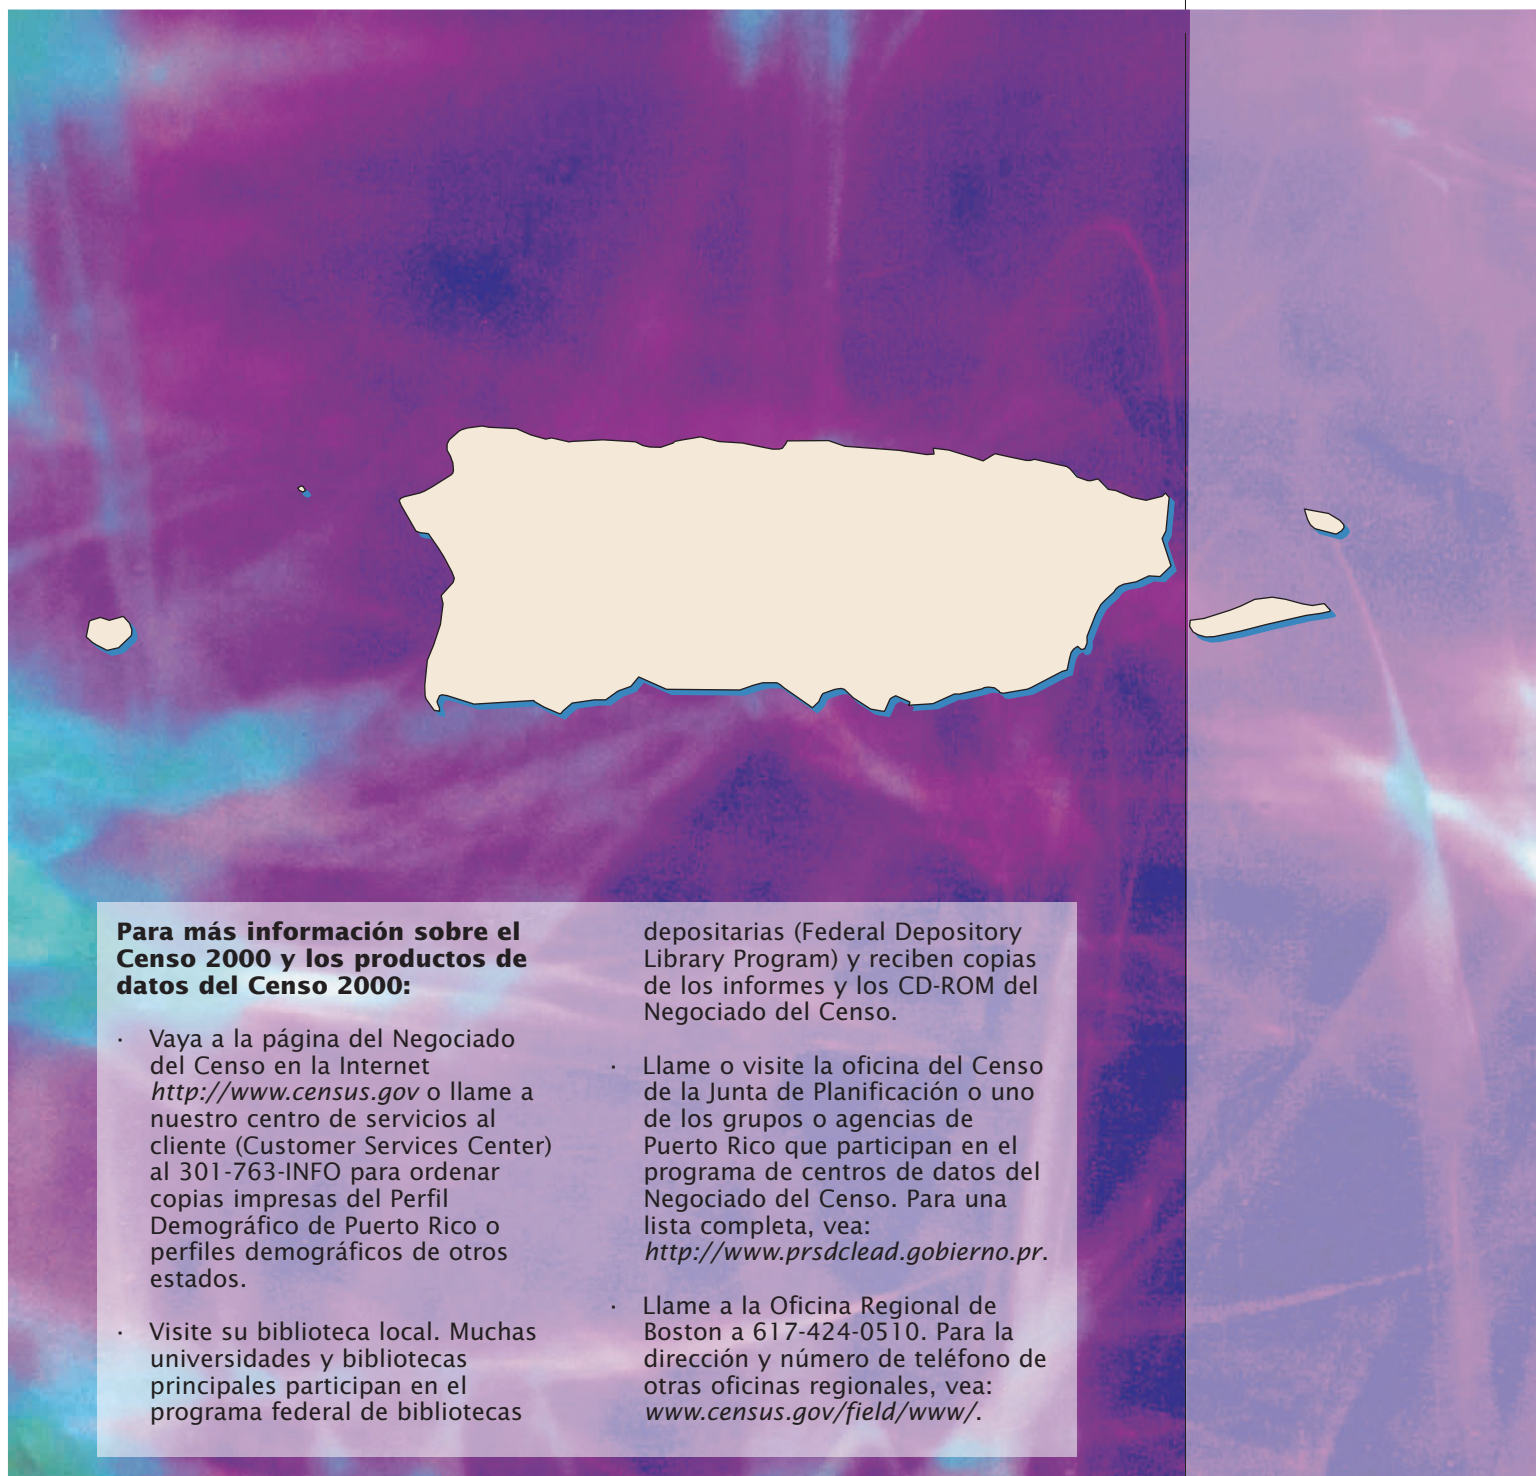 Para más información sobre el
Censo 2000 y los productos de
datos del Censo 2000:
· Vaya a la página del Negociado
del Censo en la Internet
http://www.census.gov o llame a
nuestro centro de servicios al
cliente (Customer Services Center)
al 301-763-INFO para ordenar
copias impresas del Perfil
Demográfico de Puerto Rico o
perfiles demográficos de otros
estados.
· Visite su biblioteca local. Muchas
universidades y bibliotecas
principales participan en el
programa federal de bibliotecas
depositarias (Federal Depository
Library Program) y reciben copias
de los informes y los CD-ROM del
Negociado del Censo.
· Llame o visite la oficina del Censo
de la Junta de Planificación o uno
de los grupos o agencias de
Puerto Rico que participan en el
programa de centros de datos del
Negociado del Censo. Para una
lista completa, vea:
http://www.prsdclead.gobierno.pr.
· Llame a la Oficina Regional de
Boston a 617-424-0510. Para la
dirección y número de teléfono de
otras oficinas regionales, vea:
www.census.gov/field/www/.